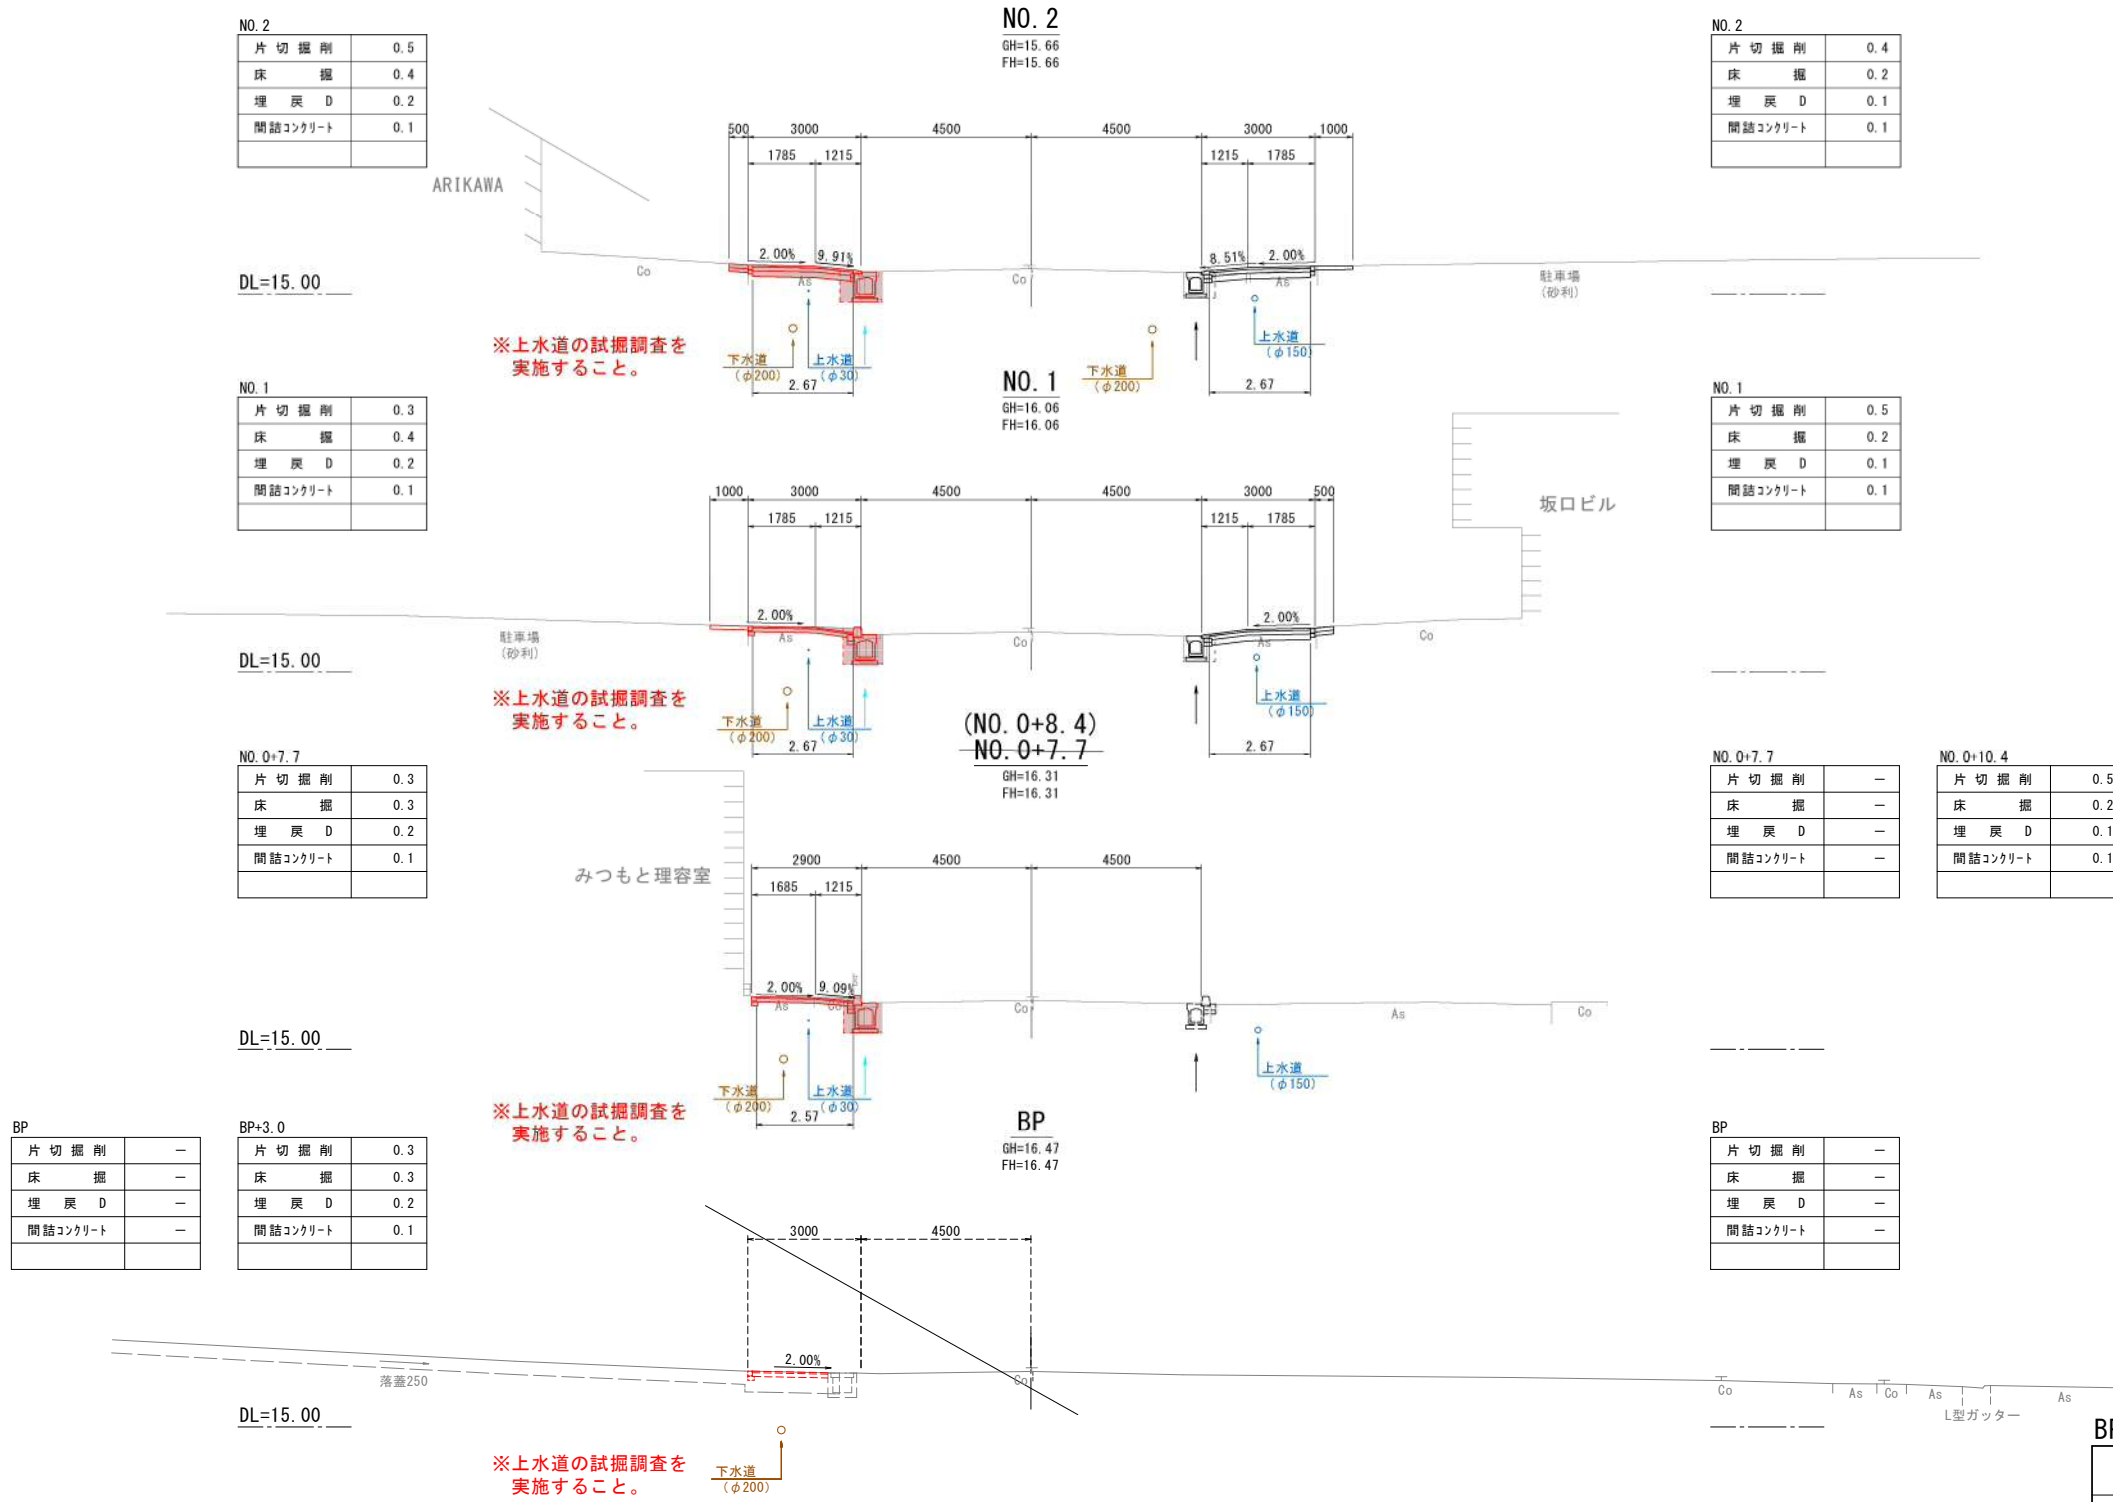 NO. 2
片切掘削 0.5
床掘 0.4
埋戻D 0.2
間詰コンクリート 0.1
NO. 2
GH=15.66
FH=15.66
NO. 2
片切掘削 0.4
床掘 0.2
埋戻D 0.1
間詰コンクリート 0.1
500 3000 4500 4500 3000 1000
1785 1215 1215 1785
ARIKAWA
2.00% 9.91% 8.51% 2.00%
Co As Co As
駐車場
(砂利)
DL=15.00
※上水道の試掘調査を
実施すること。
下水道
(φ200)
上水道
(φ30)
2.67
下水道
(φ200)
上水道
(φ150)
2.67
NO. 1
片切掘削 0.3
床掘 0.4
埋戻D 0.2
間詰コンクリート 0.1
NO. 1
GH=16.06
FH=16.06
NO. 1
片切掘削 0.5
床掘 0.2
埋戻D 0.1
間詰コンクリート 0.1
1000 3000 4500 4500 3000 500
1785 1215 1215 1785
坂口ビル
2.00% 2.00%
駐車場
(砂利)
As Co As Co
DL=15.00
※上水道の試掘調査を
実施すること。
下水道
(φ200)
上水道
(φ30)
2.67
上水道
(φ150)
2.67
NO. 0+7.7
片切掘削 0.3
床掘 0.3
埋戻D 0.2
間詰コンクリート 0.1
(NO. 0+8.4)
NO. 0+7.7
GH=16.31
FH=16.31
NO. 0+7.7
片切掘削 −
床掘 −
埋戻D −
間詰コンクリート −
NO. 0+10.4
片切掘削 0.5
床掘 0.2
埋戻D 0.1
間詰コンクリート 0.1
みつもと理容室
2900 4500 4500
1685 1215
2.00% 9.09%
As Co Co As Co
DL=15.00
※上水道の試掘調査を
実施すること。
下水道
(φ200)
上水道
(φ30)
2.57
上水道
(φ150)
BP
片切掘削 −
床掘 −
埋戻D −
間詰コンクリート −
BP+3.0
片切掘削 0.3
床掘 0.3
埋戻D 0.2
間詰コンクリート 0.1
BP
GH=16.47
FH=16.47
BP
片切掘削 −
床掘 −
埋戻D −
間詰コンクリート −
3000 4500
2.00%
落蓋250
Co Co As Co As As
L型ガッター
DL=15.00
※上水道の試掘調査を
実施すること。
下水道
(φ200)